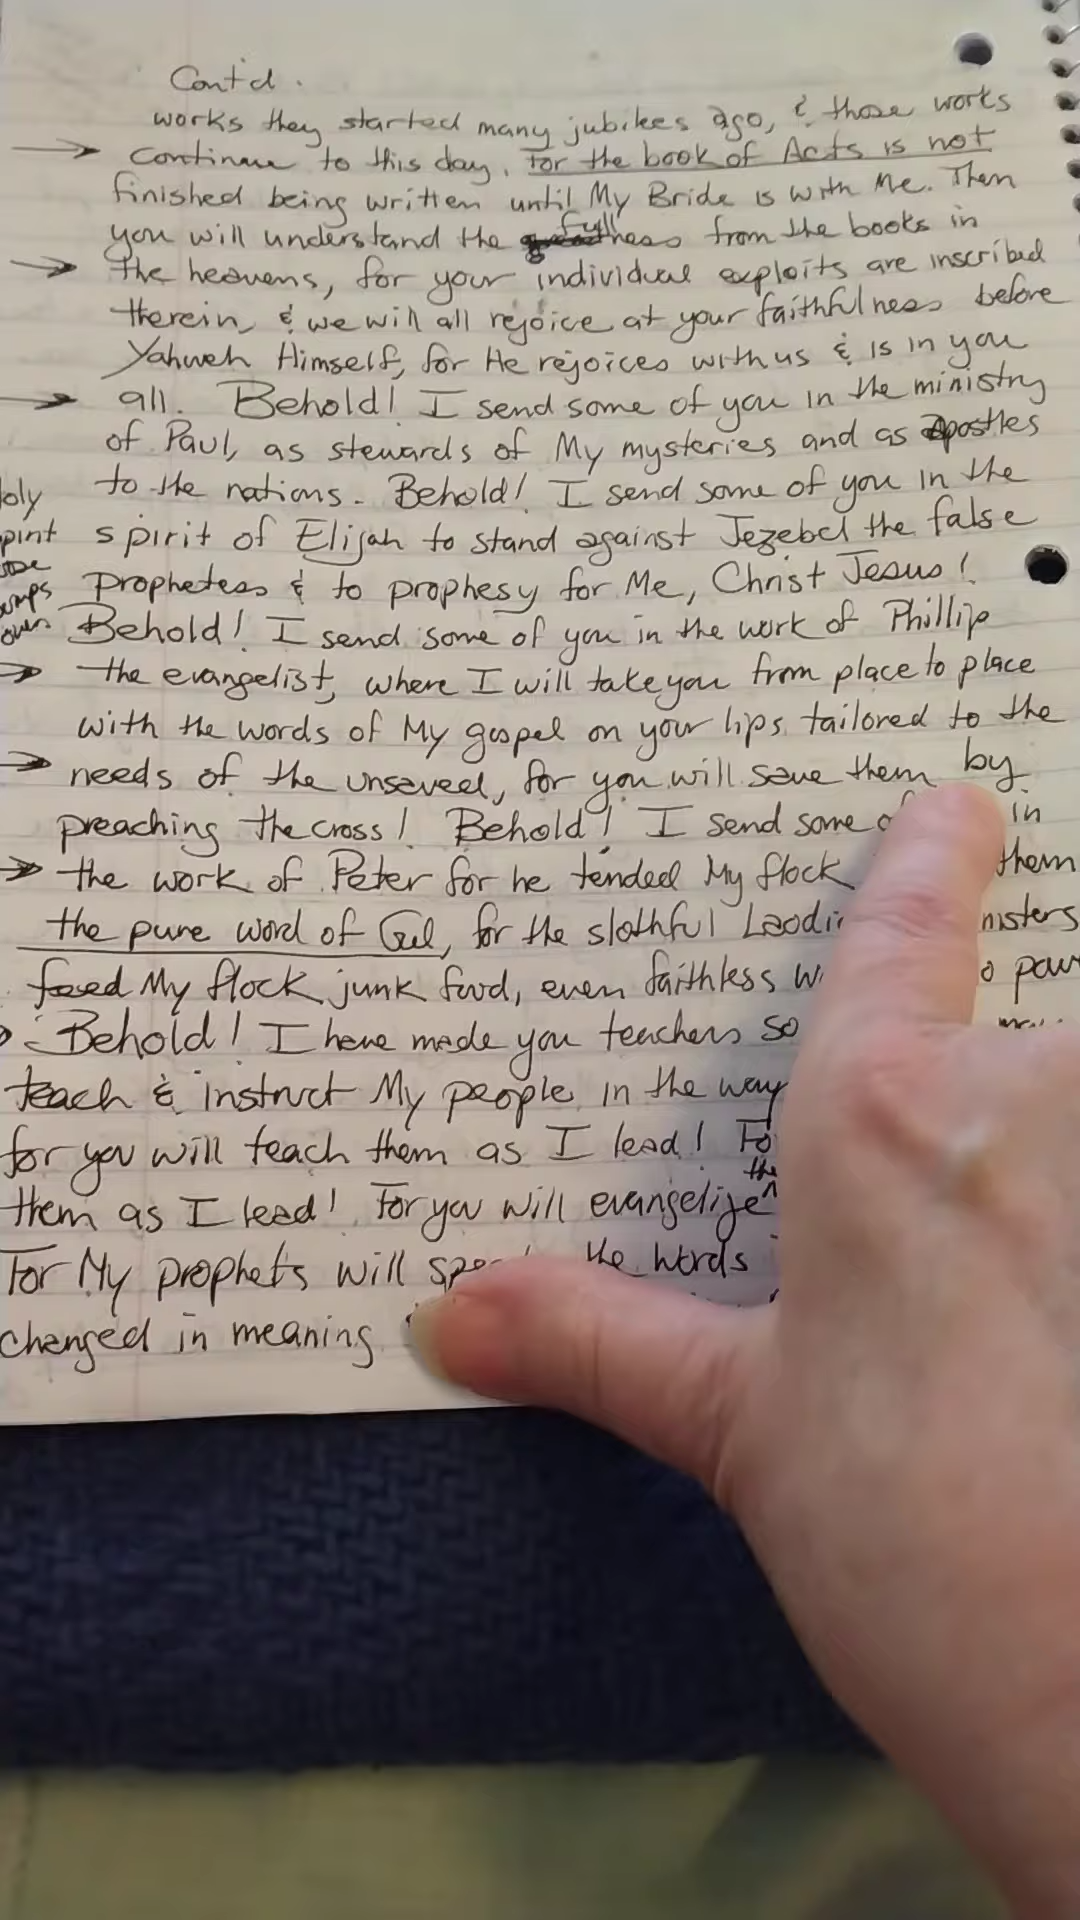 Cont'd.
works they started many jubilees ago, & those works
continue to this day, for the book of Acts is not
finished being written until My Bride is with Me. Then
you will understand the fullness from the books in
the heavens, for your individual exploits are inscribed
therein, & we will all rejoice at your faithfulness before
Yahweh Himself, for He rejoices with us & is in you
all. Behold! I send some of you in the ministry
of Paul, as stewards of My mysteries and as apostles
to the nations. Behold! I send some of you in the
spirit of Elijah to stand against Jezebel the false
prophetess & to prophesy for Me, Christ Jesus!
Behold! I send some of you in the work of Phillip
the evangelist, where I will take you from place to place
with the words of My gospel on your lips tailored to the
needs of the unsaved, for you will save them by
preaching the cross! Behold! I send some in
the work of Peter for he tended My flock them
the pure word of God, for the slothful
feed My flock junk food, even faithless
Behold! I have made you teachers so
teach & instruct My people in the way
for you will teach them as I lead!
them as I lead! For you will evangelize the
For My prophets will the words
changed in meaning